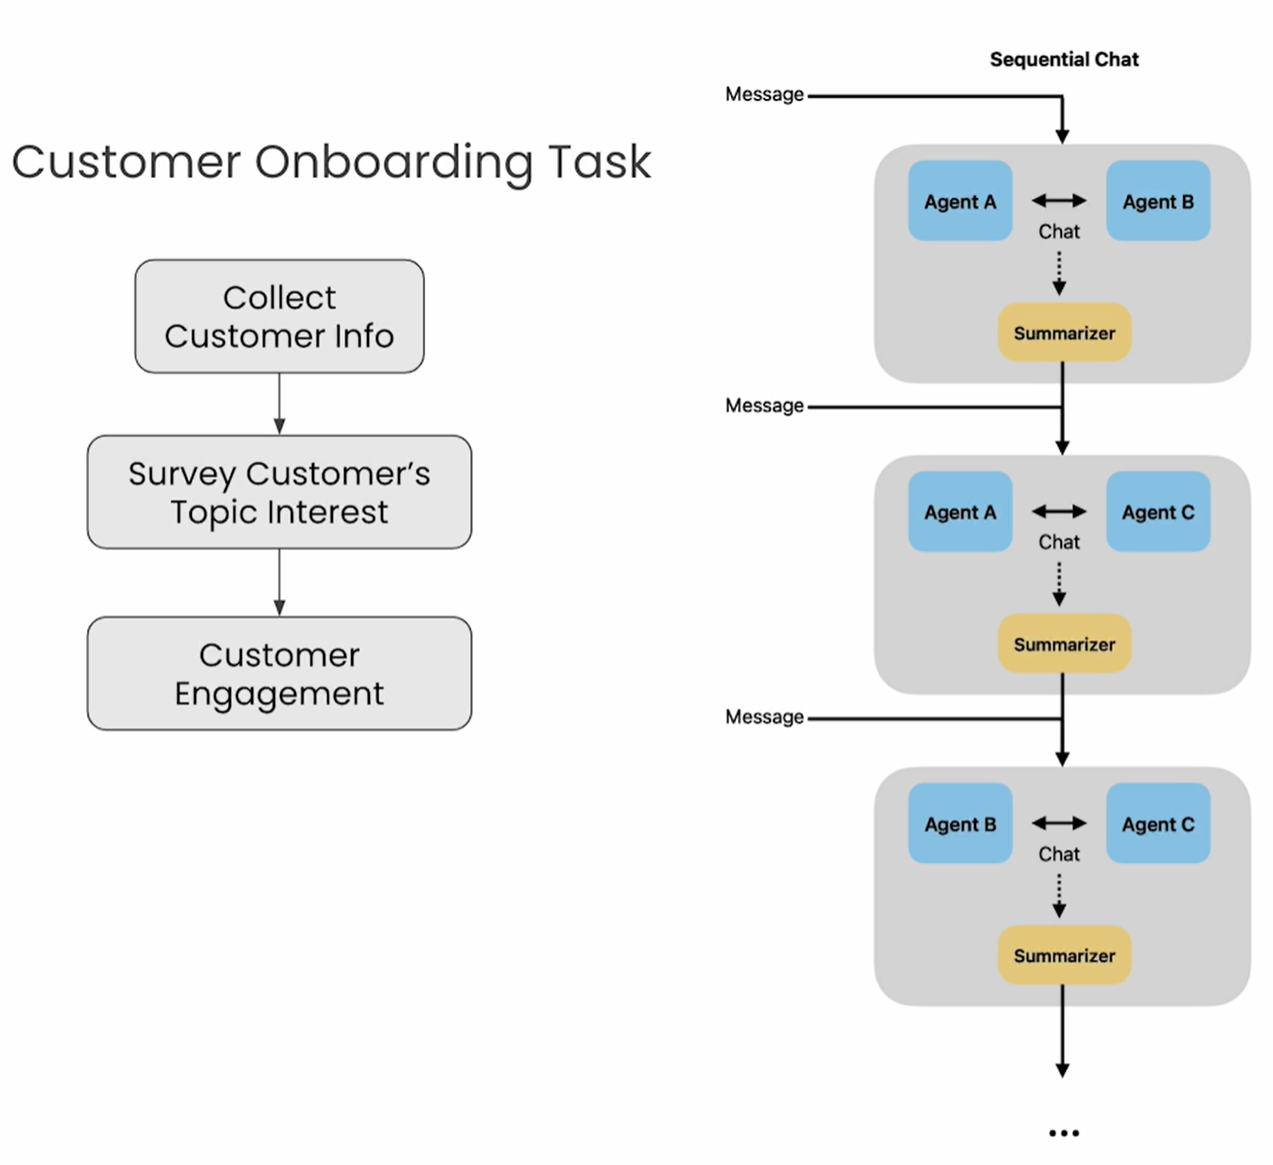 Customer Onboarding Task
Collect
Customer Info
Survey Customer’s
Topic Interest
Customer
Engagement
Sequential Chat
Message
Agent A
Agent B
Chat
Summarizer
Message
Agent A
Agent C
Chat
Summarizer
Message
Agent B
Agent C
Chat
Summarizer
...